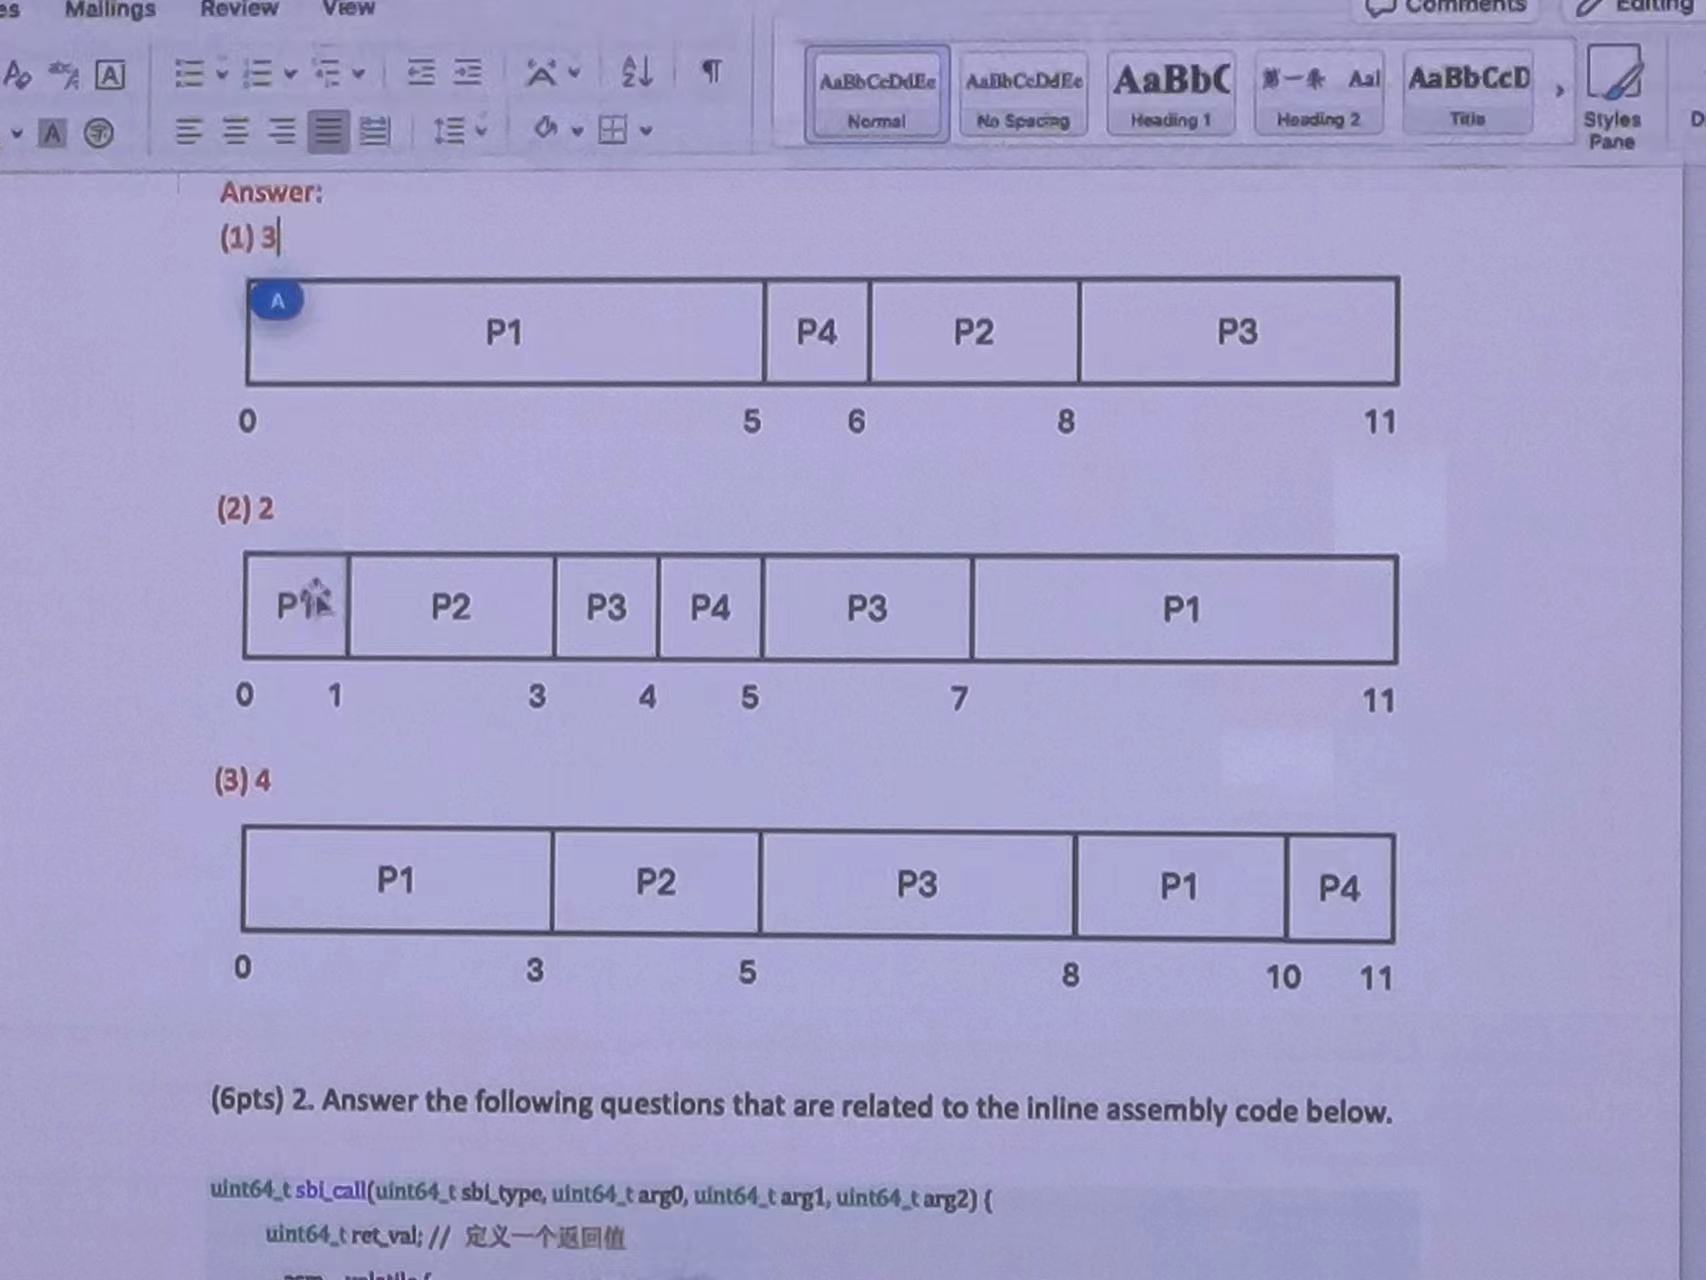 Mailings Review View Comments Editing
AaBbCcDdEe AaBbCcDdEe AaBbC 第一条 AaI AaBbCcD
Normal No Spacing Heading 1 Heading 2 Title Styles
Pane
Answer:
(1) 3
A
P1 P4 P2 P3
0 5 6 8 11
(2) 2
P1 P2 P3 P4 P3 P1
0 1 3 4 5 7 11
(3) 4
P1 P2 P3 P1 P4
0 3 5 8 10 11
(6pts) 2. Answer the following questions that are related to the inline assembly code below.
uint64_t sbi_call(uint64_t sbi_type, uint64_t arg0, uint64_t arg1, uint64_t arg2) {
uint64_t ret_val; // 定义一个返回值